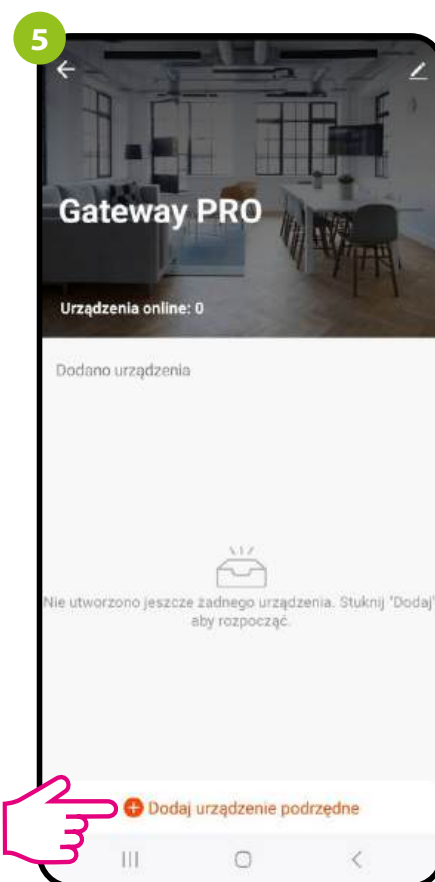 5
Gateway PRO
Urządzenia online: 0
Dodano urządzenia
Nie utworzono jeszcze żadnego urządzenia. Stuknij "Dodaj"
aby rozpocząć.
Dodaj urządzenie podrzędne